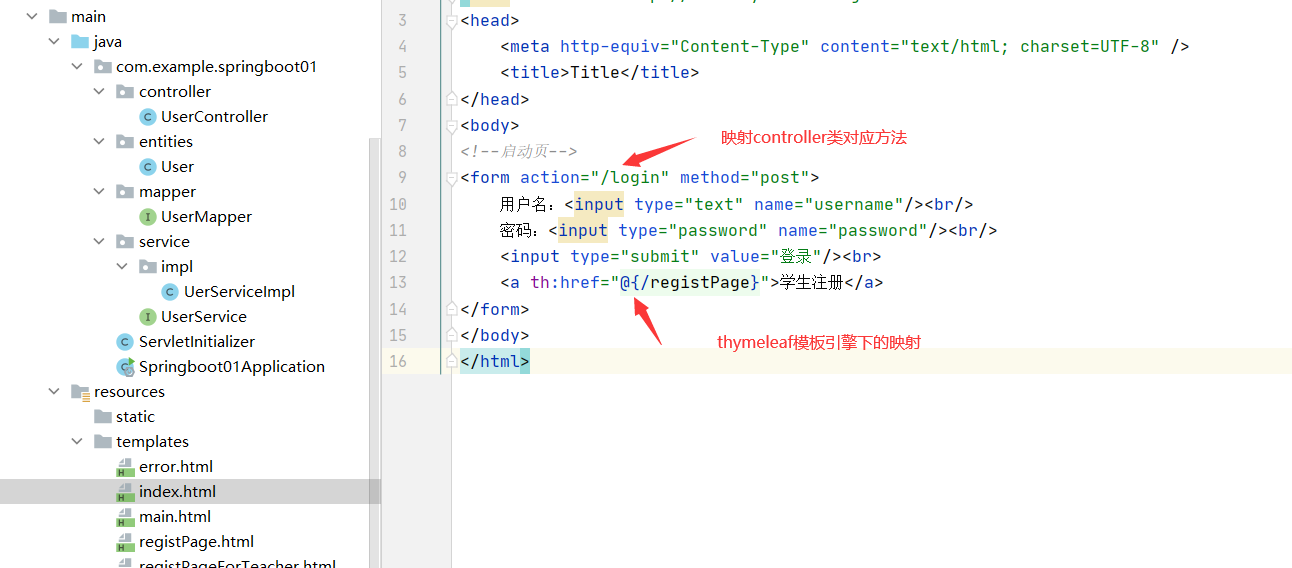 main
java
com.example.springboot01
controller
UserController
entities
User
mapper
UserMapper
service
impl
UerServiceImpl
UserService
ServletInitializer
Springboot01Application
resources
static
templates
error.html
index.html
main.html
registPage.html
registPageForTeacher.html
3 <head>
4 <meta http-equiv="Content-Type" content="text/html; charset=UTF-8" />
5 <title>Title</title>
6 </head>
7 <body>
映射controller类对应方法
8 <!--启动页-->
9 <form action="/login" method="post">
10 用户名：<input type="text" name="username"/><br/>
11 密码：<input type="password" name="password"/><br/>
12 <input type="submit" value="登录"/><br>
13 <a th:href="@{/registPage}">学生注册</a>
14 </form>
15 </body>
thymeleaf模板引擎下的映射
16 </html>